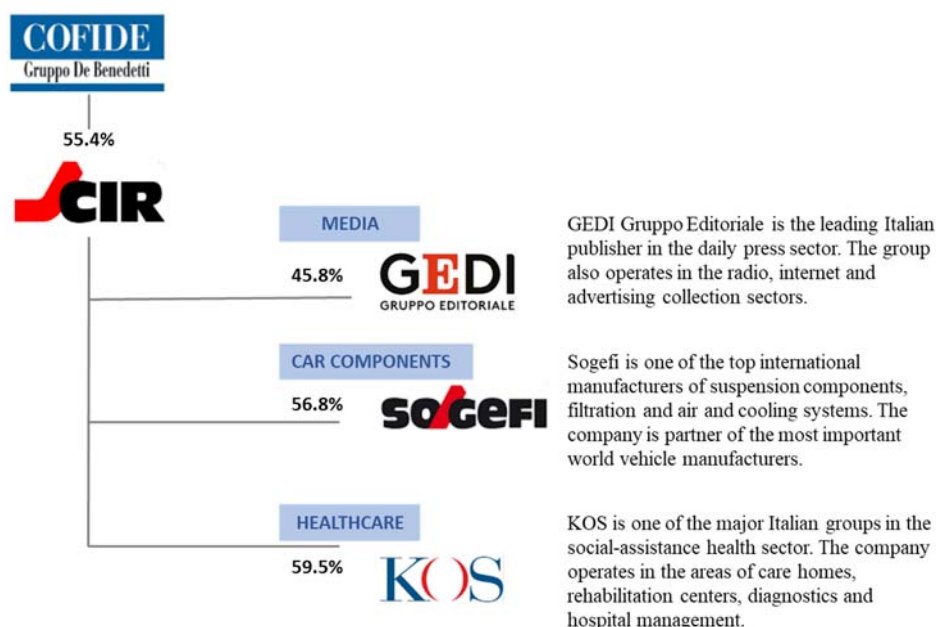 COFIDE
Gruppo De Benedetti
55.4%
CIR
MEDIA
45.8%
GEDI
GRUPPO EDITORIALE
GEDI Gruppo Editoriale is the leading Italian
publisher in the daily press sector. The group
also operates in the radio, internet and
advertising collection sectors.
CAR COMPONENTS
56.8%
SOGEFI
Sogefi is one of the top international
manufacturers of suspension components,
filtration and air and cooling systems. The
company is partner of the most important
world vehicle manufacturers.
HEALTHCARE
59.5%
KOS
KOS is one of the major Italian groups in the
social-assistance health sector. The company
operates in the areas of care homes,
rehabilitation centers, diagnostics and
hospital management.